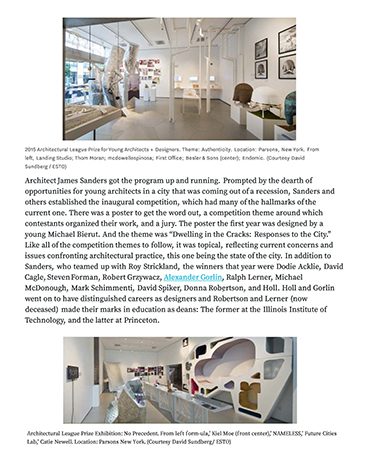 2015 Architectural League Prize for Young Architects + Designers. Theme: Authenticity. Location: Parsons, New York. From
left, Landing Studio; Thom Moran; mcdowellespinosa; First Office; Besler & Sons (center); Endemic. (Courtesy David
Sundberg / ESTO)
Architect James Sanders got the program up and running. Prompted by the dearth of
opportunities for young architects in a city that was coming out of a recession, Sanders and
others established the inaugural competition, which had many of the hallmarks of the
current one. There was a poster to get the word out, a competition theme around which
contestants organized their work, and a jury. The poster the first year was designed by a
young Michael Bierut. And the theme was “Dwelling in the Cracks: Responses to the City.”
Like all of the competition themes to follow, it was topical, reflecting current concerns and
issues confronting architectural practice, this one being the state of the city. In addition to
Sanders, who teamed up with Roy Strickland, the winners that year were Dodie Acklie, David
Cagle, Steven Forman, Robert Grzywacz, Alexander Gorlin, Ralph Lerner, Michael
McDonough, Mark Schimmenti, David Spiker, Donna Robertson, and Holl. Holl and Gorlin
went on to have distinguished careers as designers and Robertson and Lerner (now
deceased) made their marks in education as deans: The former at the Illinois Institute of
Technology, and the latter at Princeton.
Architectural League Prize Exhibition: No Precedent. From left form-ula,' Kiel Moe (front center),' NAMELESS,' Future Cities
Lab,' Catie Newell. Location: Parsons New York. (Courtesy David Sundberg/ ESTO)